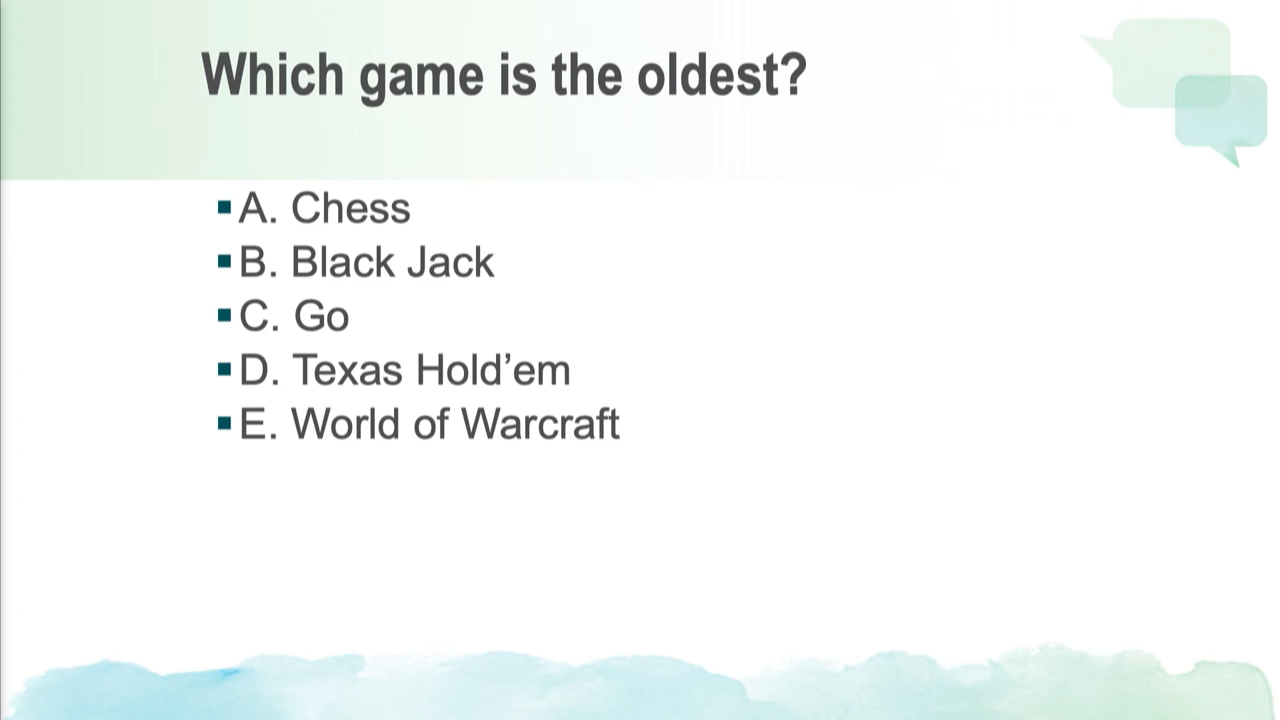 Which game is the oldest?
A. Chess
B. Black Jack
C. Go
D. Texas Hold’em
E. World of Warcraft